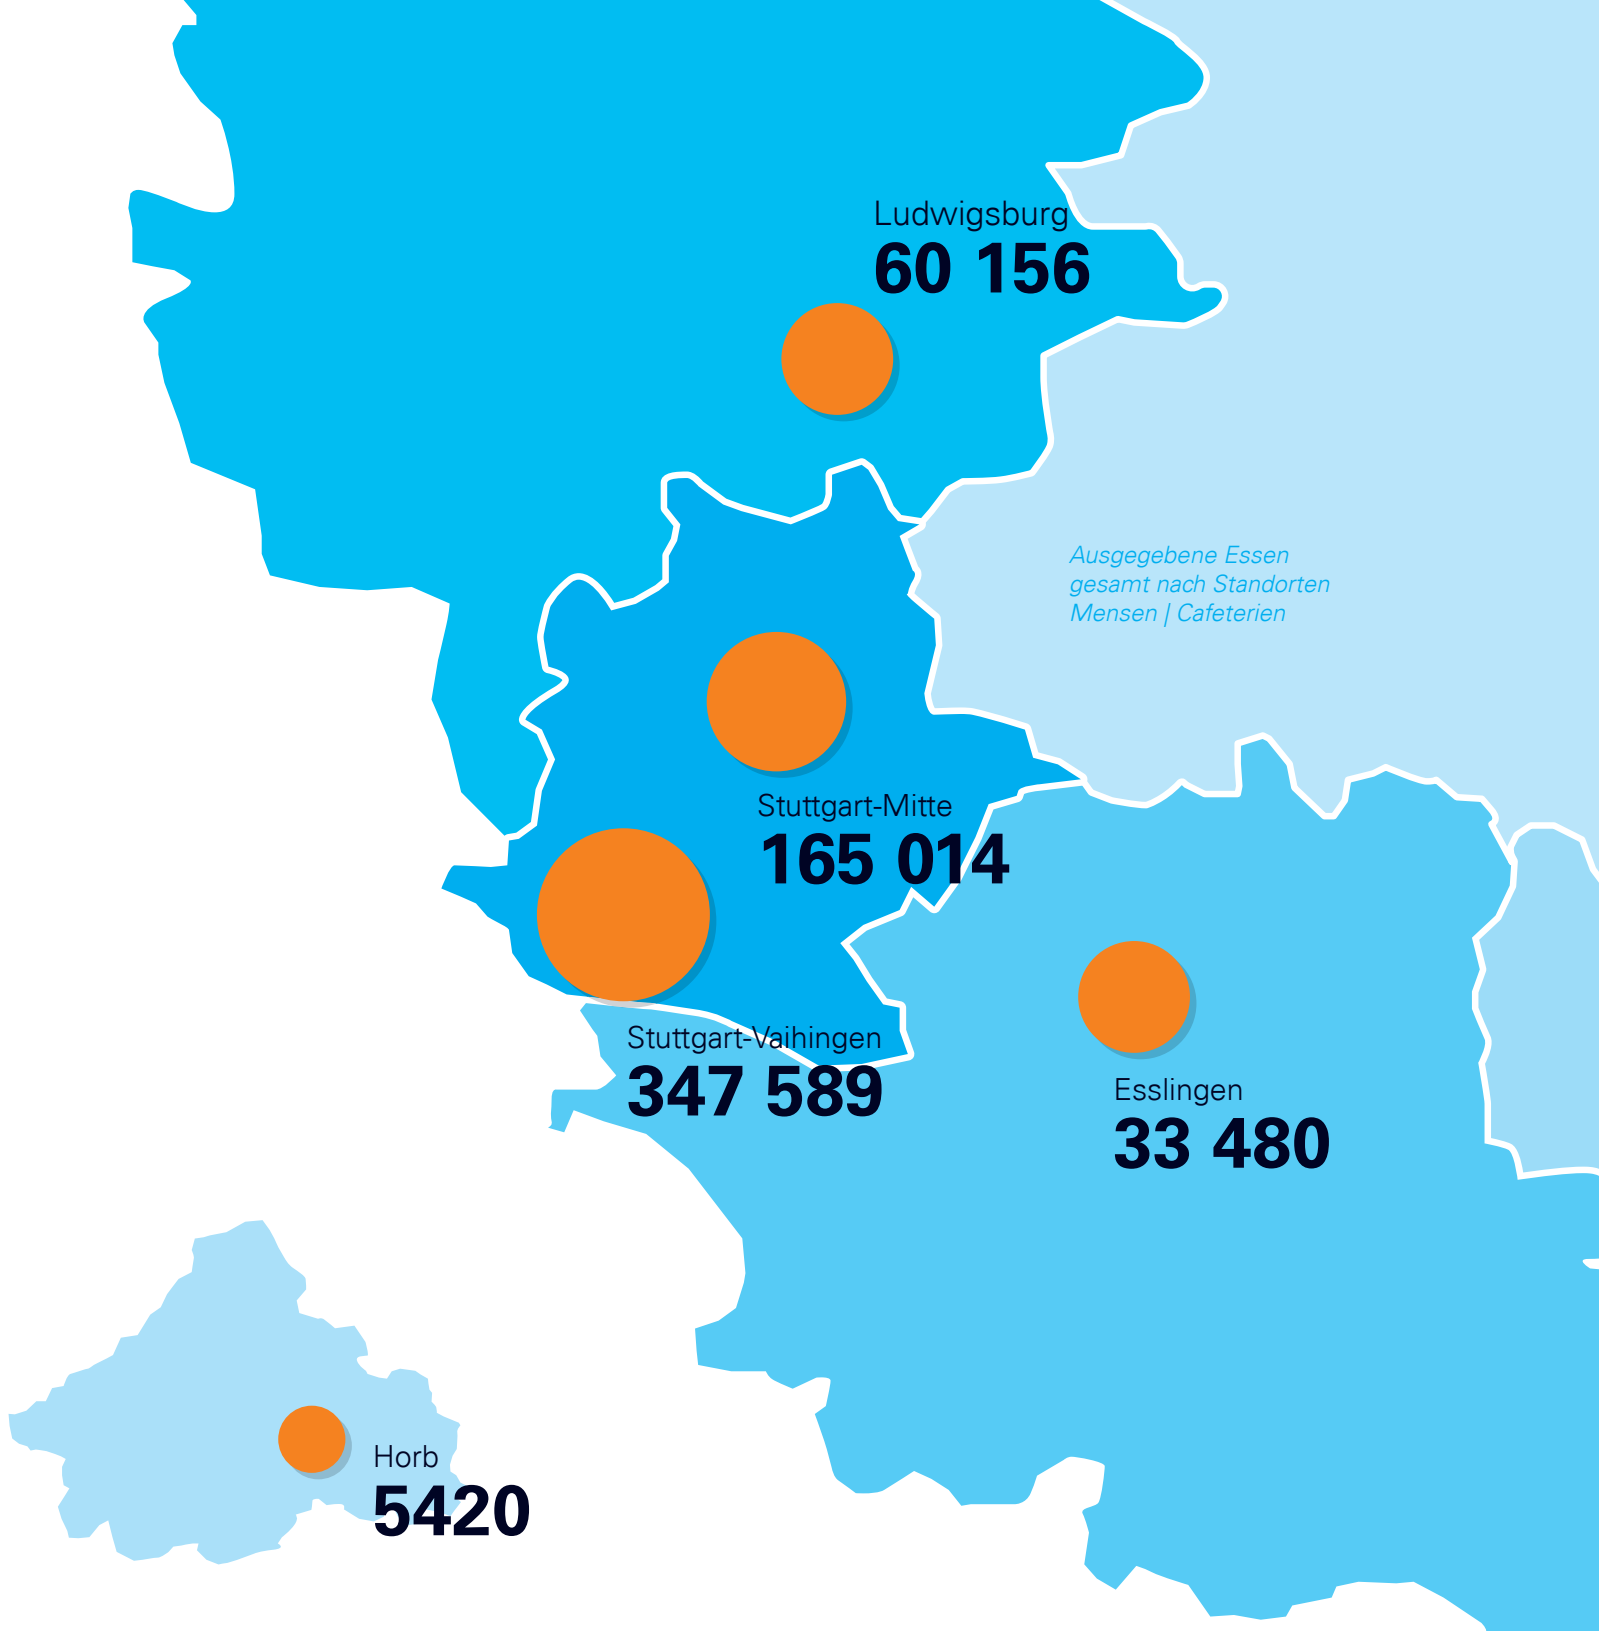 Ludwigsburg
60 156
Ausgegebene Essen
gesamt nach Standorten
Mensen | Cafeterien
Stuttgart-Mitte
165 014
Stuttgart-Vaihingen
347 589
Esslingen
33 480
Horb
5420